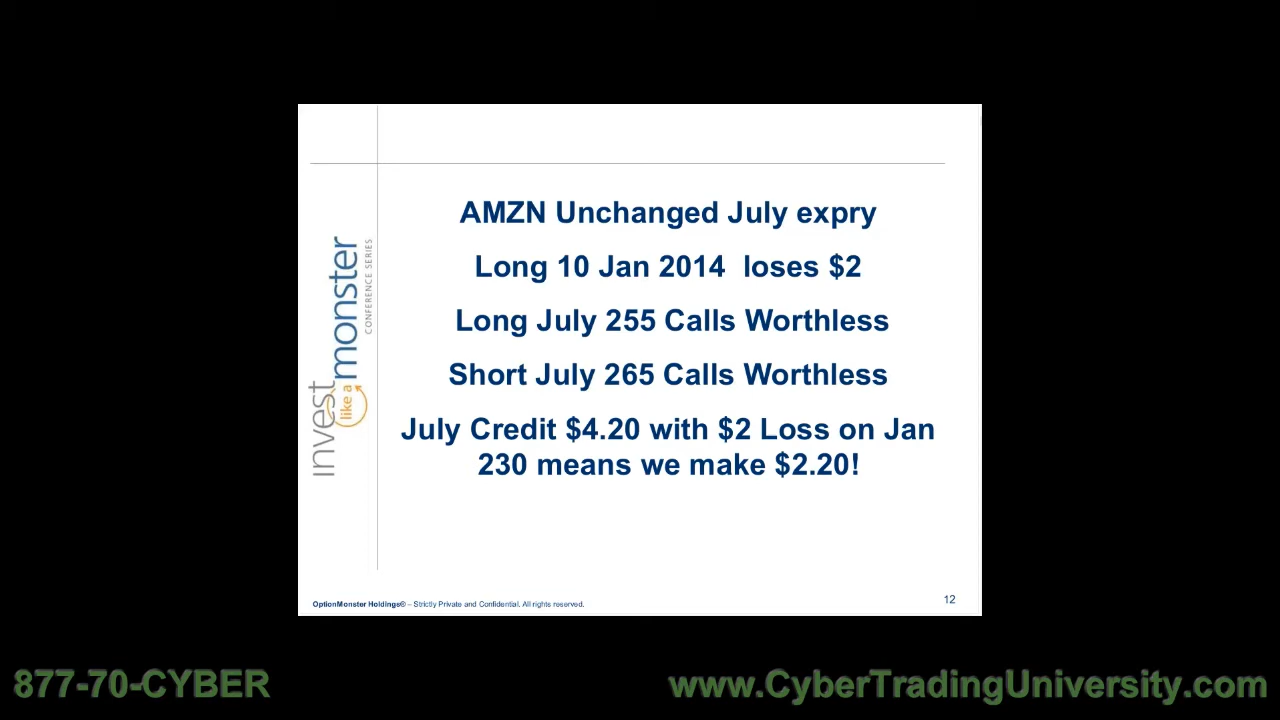 AMZN Unchanged July expry
Long 10 Jan 2014 loses $2
Long July 255 Calls Worthless
Short July 265 Calls Worthless
July Credit $4.20 with $2 Loss on Jan
230 means we make $2.20!
invest
like a
monster
CONFERENCE SERIES
OptionMonster Holdings® – Strictly Private and Confidential. All rights reserved.
12
877-70-CYBER
www.CyberTradingUniversity.com